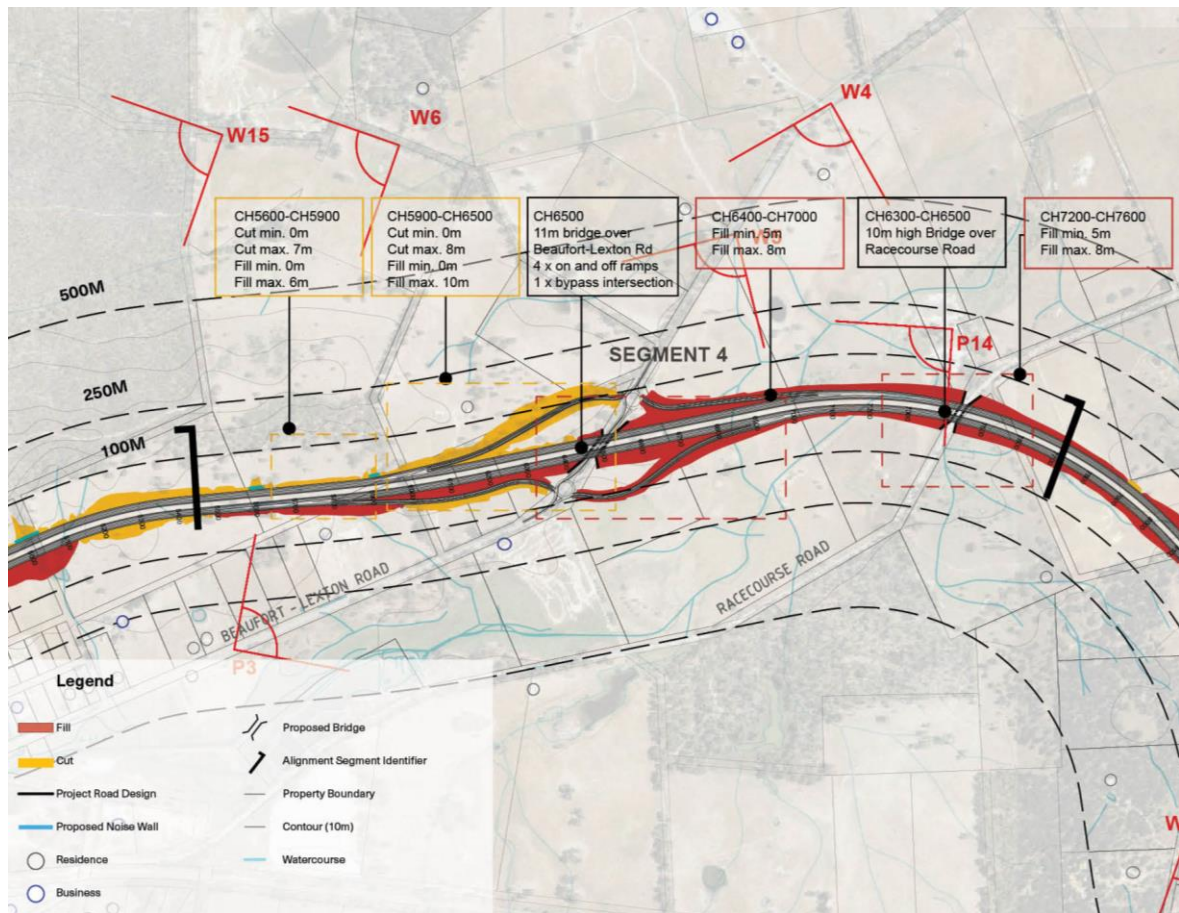 W15
W6
W4
CH5600-CH5900
Cut min. 0m
Cut max. 7m
Fill min. 0m
Fill max. 6m
CH5900-CH6500
Cut min. 0m
Cut max. 8m
Fill min. 0m
Fill max. 10m
CH6500
11m bridge over
Beaufort-Lexton Rd
4 x on and off ramps
1 x bypass intersection
CH6400-CH7000
Fill min. 5m
Fill max. 8m
CH6300-CH6500
10m high Bridge over
Racecourse Road
CH7200-CH7600
Fill min. 5m
Fill max. 8m
500M
250M
100M
SEGMENT 4
P14
BEAUFORT - LEXTON ROAD
RACECOURSE ROAD
P3
Legend
Fill
Cut
Project Road Design
Proposed Noise Wall
Residence
Business
Proposed Bridge
Alignment Segment Identifier
Property Boundary
Contour (10m)
Watercourse